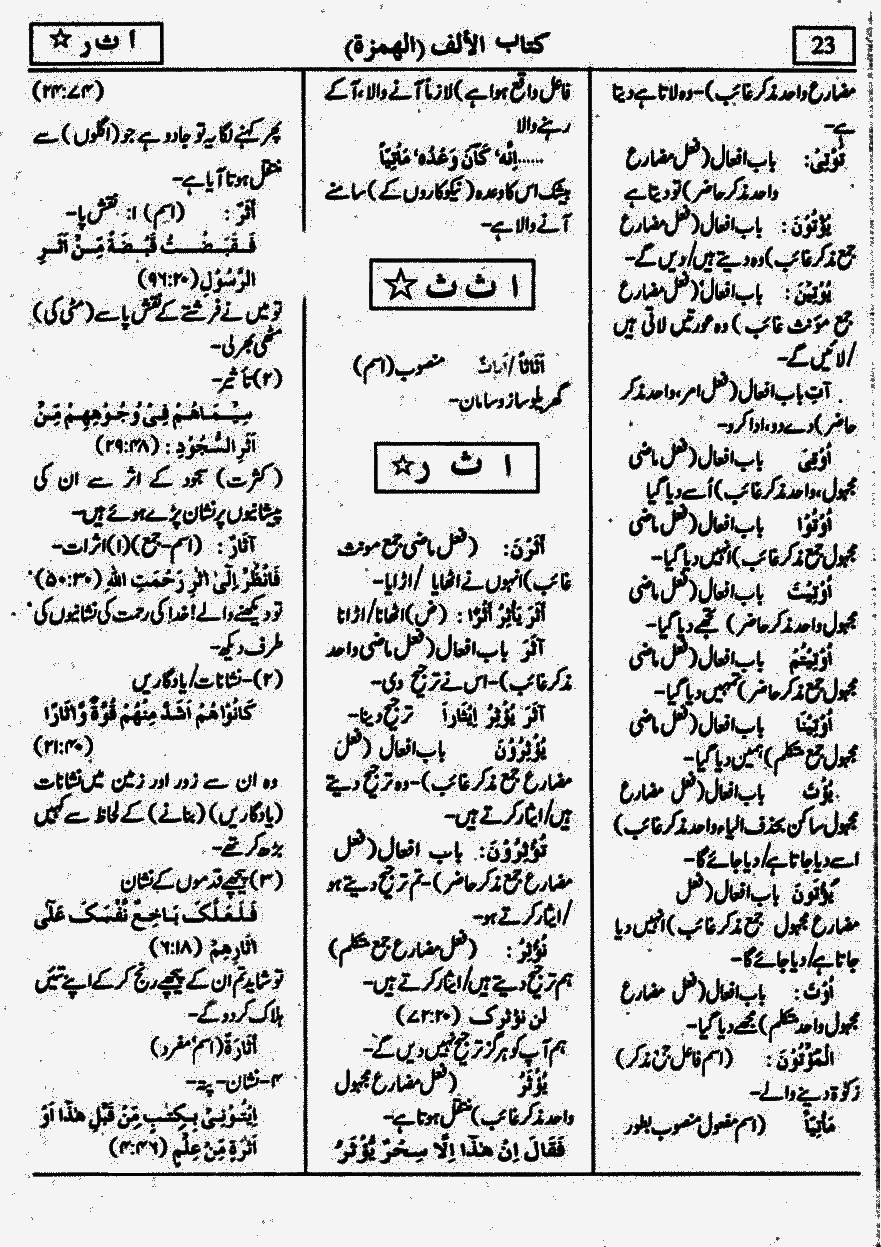 23
کتاب الألف (الهمزة)
ا ث ر ☆
مضارع واحد مذکر غائب)-وہ لاتا ہے دیتا
ہے-
تُؤْتِیْ: باب افعال(فعل مضارع
واحد مذکر حاضر)تو دیتا ہے
یُؤْتُوْنَ: باب افعال(فعل مضارع
جمع مذکر غائب)وہ دیتے ہیں/دیں گے-
یُؤْتِیْنَ: باب افعال(فعل مضارع
جمع مؤنث غائب) وہ عورتیں لاتی ہیں
/لائیں گے-
آتِ باب افعال(فعل امر،واحد مذکر
حاضر)دے دو،ادا کرو-
اُوْتِیَ باب افعال(فعل ماضی
مجہول،واحد مذکر غائب)اُسے دیا گیا
اُوْتُوْا باب افعال(فعل ماضی
مجہول جمع مذکر غائب)انہیں دیا گیا-
اُوْتِیْتَ باب افعال(فعل ماضی
مجہول واحد مذکر حاضر) تجھے دیا گیا-
اُوْتِیْتُمْ باب افعال(فعل ماضی
مجہول جمع مذکر حاضر)تمہیں دیا گیا-
اُوْتِیْنَا باب افعال(فعل ماضی
مجہول جمع متکلم)ہمیں دیا گیا-
یُؤْتَ باب افعال(فعل مضارع
مجہول ساکن بحذف الیاء واحد مذکر غائب)
اسے دیا جاتا ہے/دیا جائے گا-
یُؤْتَوْنَ باب افعال(فعل
مضارع مجہول جمع مذکر غائب)انہیں دیا
جاتا ہے/دیا جائے گا-
اُوْتَ: باب افعال(فعل مضارع
مجہول واحد متکلم)مجھے دیا گیا-
اَلْمُؤْتُوْنَ: (اسم فاعل جمع مذکر)
زکوٰۃ دینے والے-
مَاْتِیّاً (اسم مفعول منصوب بطور
فاعل واقع ہوا ہے)لازماً آنے والا،آ کے
رہنے والا
......اِنَّهٗ کَانَ وَعْدُهٗ مَاْتِیّاً
بیشک اس کا وعدہ(نیکوکاروں کے)سامنے
آنے والا ہے-
ا ث ث ☆
اَثَاثاً/اَثَاثٌ منصوب(اسم)
گھریلو ساز و سامان-
ا ث ر ☆
اَثَرْنَ: (فعل ماضی جمع مونث
غائب)انہوں نے اٹھایا /اڑایا-
اَثَرَ یَأْثِرُ اَثْرًا: (ض)اٹھانا/اڑانا
آثَرَ باب افعال(فعل ماضی واحد
مذکر غائب)-اس نے ترجیح دی-
آثَرَ یُؤْثِرُ اِیْثَاراً ترجیح دینا-
یُؤْثِرُوْنَ باب افعال (فعل
مضارع جمع مذکر غائب)-وہ ترجیح دیتے
ہیں/ایثار کرتے ہیں-
تُؤْثِرُوْنَ: باب افعال(فعل
مضارع جمع مذکر حاضر)-تم ترجیح دیتے ہو
/ایثار کرتے ہو-
نُؤْثِرُ: (فعل مضارع جمع متکلم)
ہم ترجیح دیتے ہیں/ایثار کرتے ہیں-
لن نؤثرک (۷۲:۲۰)
ہم آپ کو ہرگز ترجیح نہیں دیں گے-
یُؤْثَرُ (فعل مضارع مجہول
واحد مذکر غائب)منتقل ہوتا ہے-
فَقَالَ اِنْ هٰذَا اِلَّا سِحْرٌ یُّؤْثَرُ
(۲۴:۷۴)
پھر کہنے لگا یہ تو جادو ہے جو(اگلوں)سے
منتقل ہوتا آیا ہے-
اَثَرٌ: (اسم) ۱: نقش پا-
فَقَبَضْتُ قَبْضَةً مِّنْ اَثَرِ
الرَّسُوْلِ(۹۶:۲۰)
تو میں نے فرشتے کے نقش پا سے(مٹی کی)
مٹھی بھر لی-
(۲)تاثیر-
سِیْمَاهُمْ فِیْ وُجُوْهِهِمْ مِّنْ
اَثَرِ السُّجُوْدِ: (۲۹:۴۸)
(کثرت) سجود کے اثر سے ان کی
پیشانیوں پر نشان پڑے ہوئے ہیں-
آثَارٌ: (اسم-جمع)(۱)اثرات-
فَانْظُرْ اِلٰی اٰثٰرِ رَحْمَتِ اللّٰهِ (۵۰:۳۰)
تو دیکھنے والے!خدا کی رحمت کی نشانیوں کی
طرف دیکھ-
(۲)-نشانات/یادگاریں
کَانُوْا هُمْ اَشَدَّ مِنْهُمْ قُوَّةً وَّاٰثَارًا
(۲۱:۴۰)
وہ ان سے زور اور زمین میں نشانات
(یادگاریں)(بنانے)کے لحاظ سے کہیں
بڑھ کر تھے-
(۳)پیچھے قدموں کے نشان
فَلَعَلَّکَ بَاخِعٌ نَّفْسَکَ عَلٰٓی
اٰثَارِهِمْ (۶:۱۸)
تو شاید تم ان کے پیچھے رنج کر کے اپنے تئیں
ہلاک کر دو گے-
اَثَارَةٌ(اسم مفرد)
۴-نشان-پتہ-
اِیْتُوْنِیْ بِکِتٰبٍ مِّنْ قَبْلِ هٰذَا اَوْ
اَثٰرَةٍ مِّنْ عِلْمٍ (۴:۴۶)